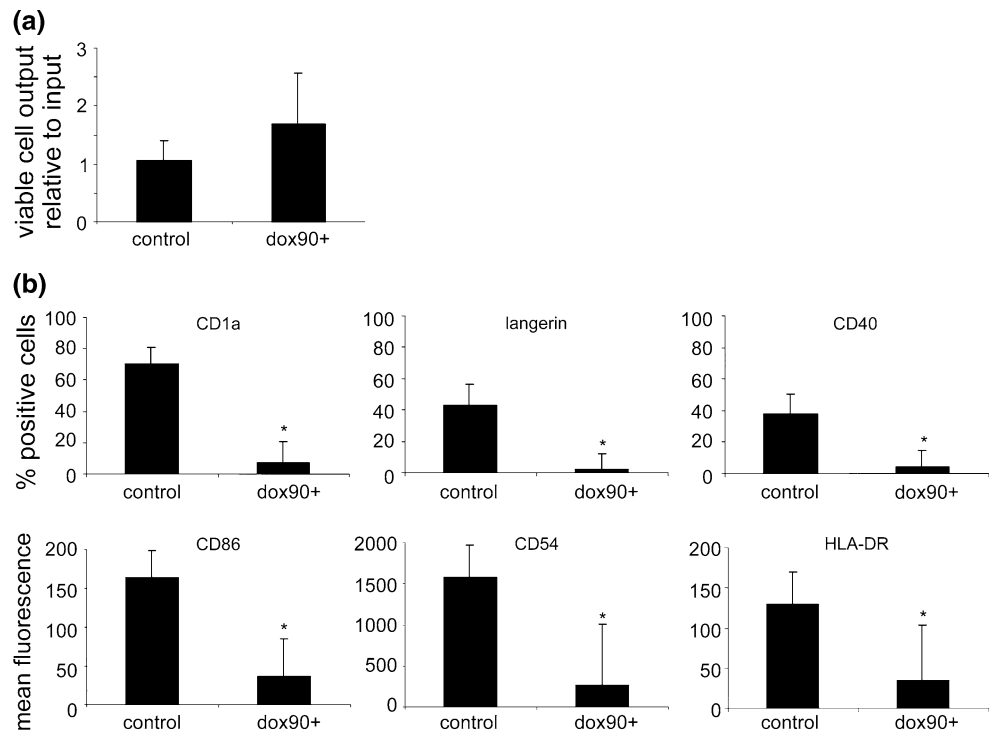 (a)
viable cell output
relative to input
3
2
1
0
control dox90+
(b)
% positive cells
CD1a
100
80
60
40
20
0
control dox90+
langerin
100
80
60
40
20
0
control dox90+
CD40
100
80
60
40
20
0
control dox90+
mean fluorescence
CD86
200
150
100
50
0
control dox90+
CD54
2000
1500
1000
500
0
control dox90+
HLA-DR
200
150
100
50
0
control dox90+
*
*
*
*
*
*